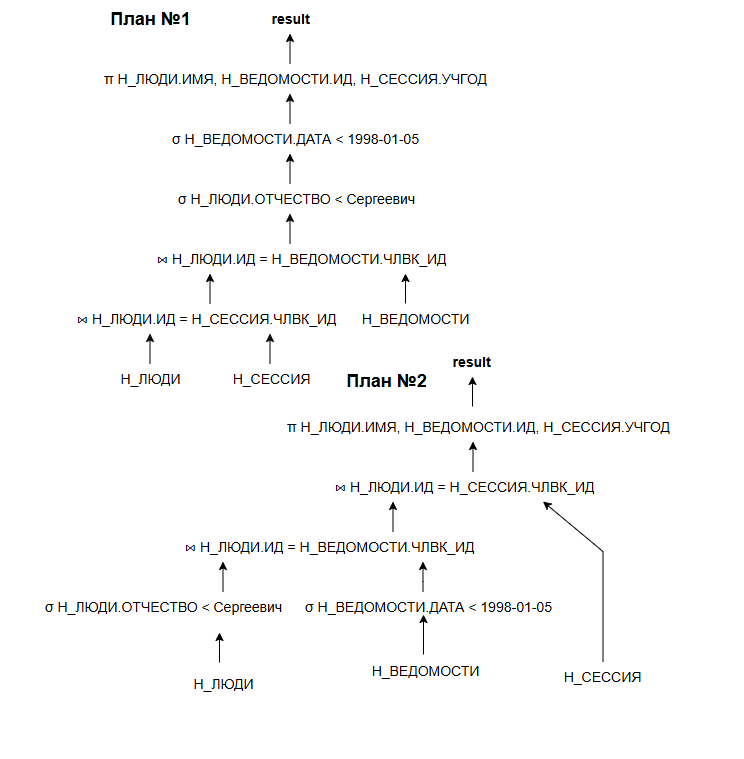 План №1
result
π Н_ЛЮДИ.ИМЯ, Н_ВЕДОМОСТИ.ИД, Н_СЕССИЯ.УЧГОД
σ Н_ВЕДОМОСТИ.ДАТА < 1998-01-05
σ Н_ЛЮДИ.ОТЧЕСТВО < Сергеевич
⋈ Н_ЛЮДИ.ИД = Н_ВЕДОМОСТИ.ЧЛВК_ИД
⋈ Н_ЛЮДИ.ИД = Н_СЕССИЯ.ЧЛВК_ИД
Н_ВЕДОМОСТИ
Н_ЛЮДИ
Н_СЕССИЯ
План №2
result
π Н_ЛЮДИ.ИМЯ, Н_ВЕДОМОСТИ.ИД, Н_СЕССИЯ.УЧГОД
⋈ Н_ЛЮДИ.ИД = Н_СЕССИЯ.ЧЛВК_ИД
⋈ Н_ЛЮДИ.ИД = Н_ВЕДОМОСТИ.ЧЛВК_ИД
σ Н_ЛЮДИ.ОТЧЕСТВО < Сергеевич
σ Н_ВЕДОМОСТИ.ДАТА < 1998-01-05
Н_ЛЮДИ
Н_ВЕДОМОСТИ
Н_СЕССИЯ